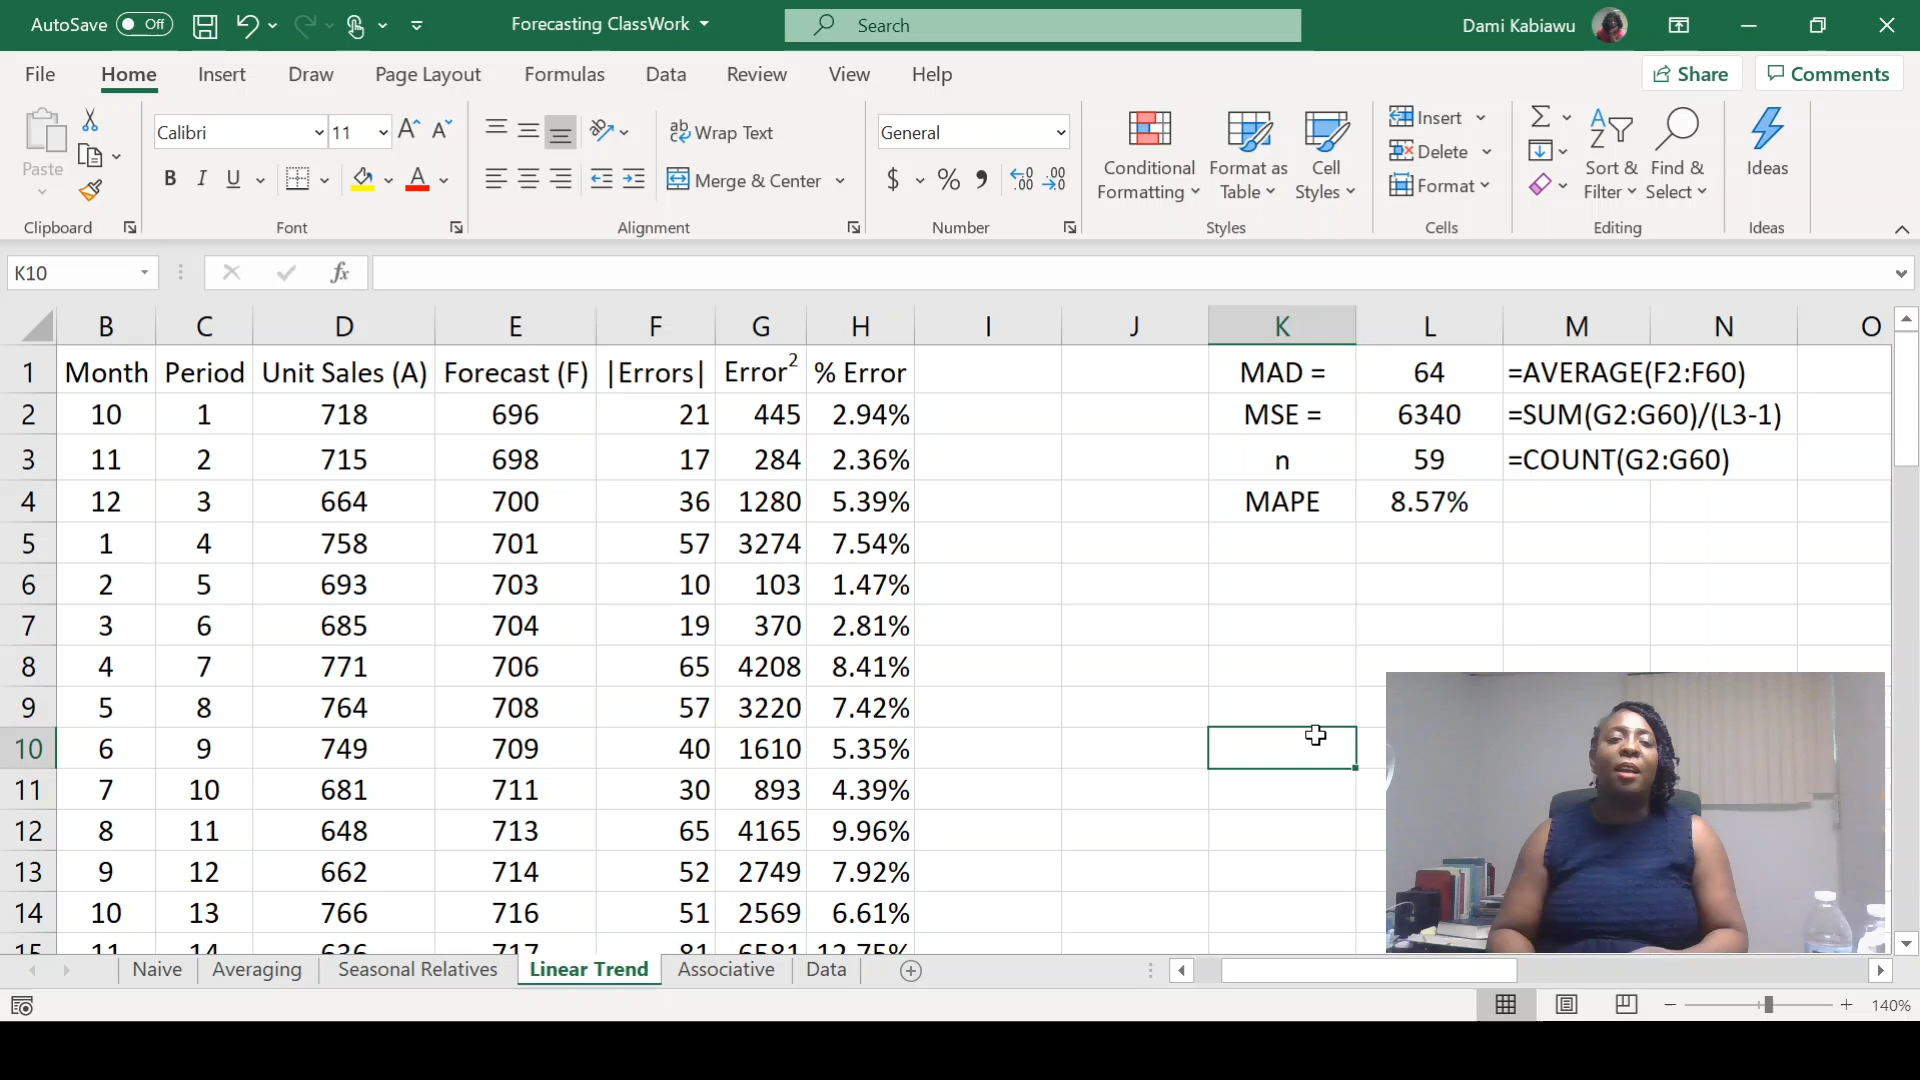 AutoSave Off Forecasting ClassWork Search Dami Kabiawu
File Home Insert Draw Page Layout Formulas Data Review View Help Share Comments
Calibri 11 Wrap Text General Insert
Paste Conditional Formatting Format as Table Cell Styles Delete Sort & Filter Find & Select Ideas
B I U Merge & Center $ % Format
Clipboard Font Alignment Number Styles Cells Editing Ideas
K10 fx
B C D E F G H I J K L M N O
1 Month Period Unit Sales (A) Forecast (F) |Errors| Error² % Error MAD = 64 =AVERAGE(F2:F60)
2 10 1 718 696 21 445 2.94% MSE = 6340 =SUM(G2:G60)/(L3-1)
3 11 2 715 698 17 284 2.36% n 59 =COUNT(G2:G60)
4 12 3 664 700 36 1280 5.39% MAPE 8.57%
5 1 4 758 701 57 3274 7.54%
6 2 5 693 703 10 103 1.47%
7 3 6 685 704 19 370 2.81%
8 4 7 771 706 65 4208 8.41%
9 5 8 764 708 57 3220 7.42%
10 6 9 749 709 40 1610 5.35%
11 7 10 681 711 30 893 4.39%
12 8 11 648 713 65 4165 9.96%
13 9 12 662 714 52 2749 7.92%
14 10 13 766 716 51 2569 6.61%
15 11 14 636 717 81 6581 12.75%
Naive Averaging Seasonal Relatives Linear Trend Associative Data
140%